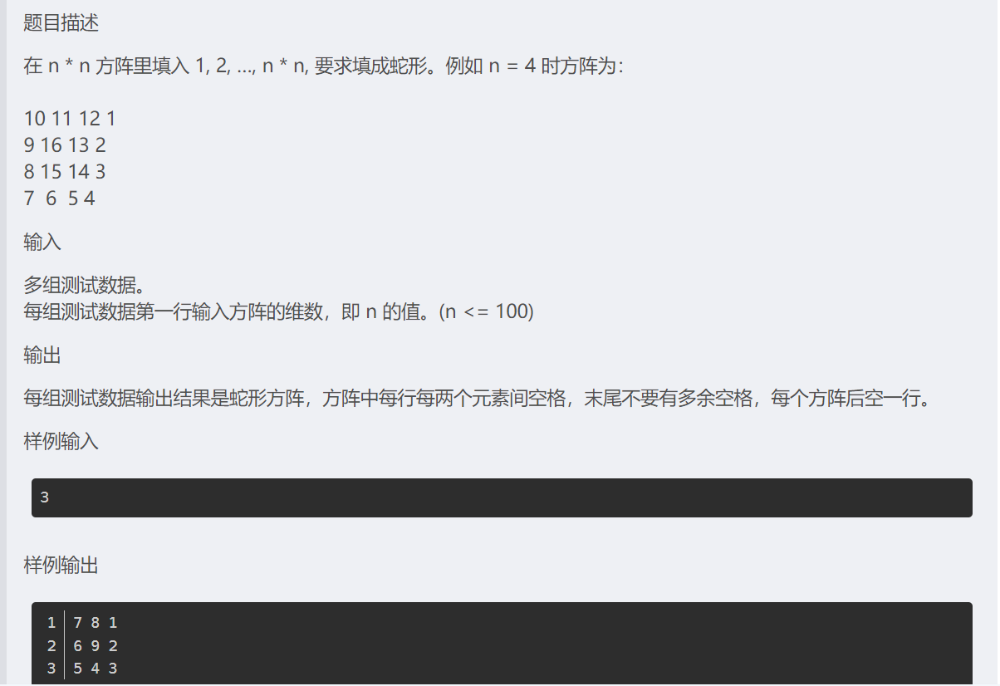 题目描述
在 n * n 方阵里填入 1, 2, ..., n * n, 要求填成蛇形。例如 n = 4 时方阵为：
10 11 12 1
9 16 13 2
8 15 14 3
7  6  5 4
输入
多组测试数据。
每组测试数据第一行输入方阵的维数，即 n 的值。(n <= 100)
输出
每组测试数据输出结果是蛇形方阵，方阵中每行每两个元素间空格，末尾不要有多余空格，每个方阵后空一行。
样例输入
3
样例输出
1 7 8 1
2 6 9 2
3 5 4 3